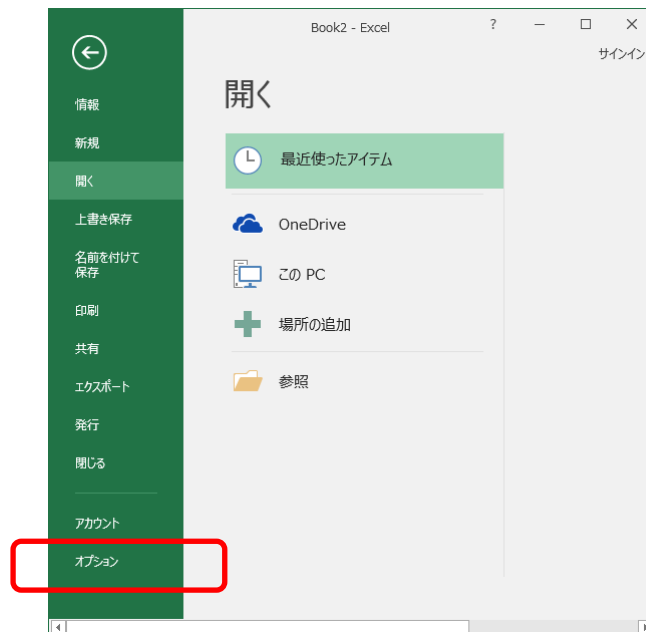 Book2 - Excel
?
サインイン
情報
新規
開く
上書き保存
名前を付けて
保存
印刷
共有
エクスポート
発行
閉じる
アカウント
オプション
開く
最近使ったアイテム
OneDrive
この PC
場所の追加
参照